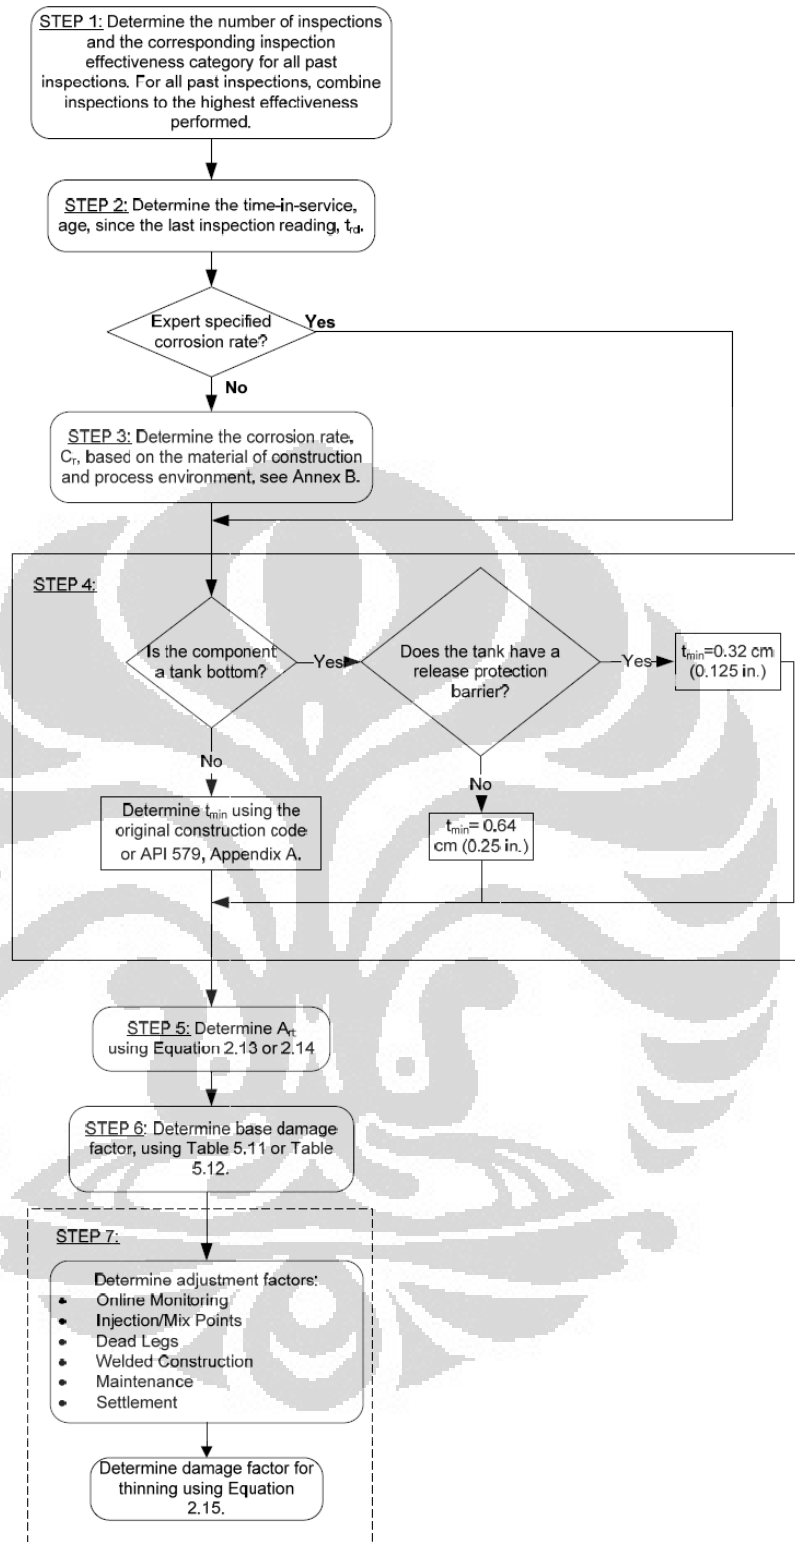 STEP 1: Determine the number of inspections
and the corresponding inspection
effectiveness category for all past
inspections. For all past inspections, combine
inspections to the highest effectiveness
performed.
STEP 2: Determine the time-in-service,
age, since the last inspection reading, trd.
Expert specified
corrosion rate?
Yes
No
STEP 3: Determine the corrosion rate,
Cr, based on the material of construction
and process environment, see Annex B.
STEP 4:
Is the component
a tank bottom?
Yes
Does the tank have a
release protection
barrier?
Yes
tmin=0.32 cm
(0.125 in.)
No
No
Determine tmin using the
original construction code
or API 579, Appendix A.
tmin= 0.64
cm (0.25 in.)
STEP 5: Determine Art
using Equation 2.13 or 2.14
STEP 6: Determine base damage
factor, using Table 5.11 or Table
5.12.
STEP 7:
Determine adjustment factors:
• Online Monitoring
• Injection/Mix Points
• Dead Legs
• Welded Construction
• Maintenance
• Settlement
Determine damage factor for
thinning using Equation
2.15.